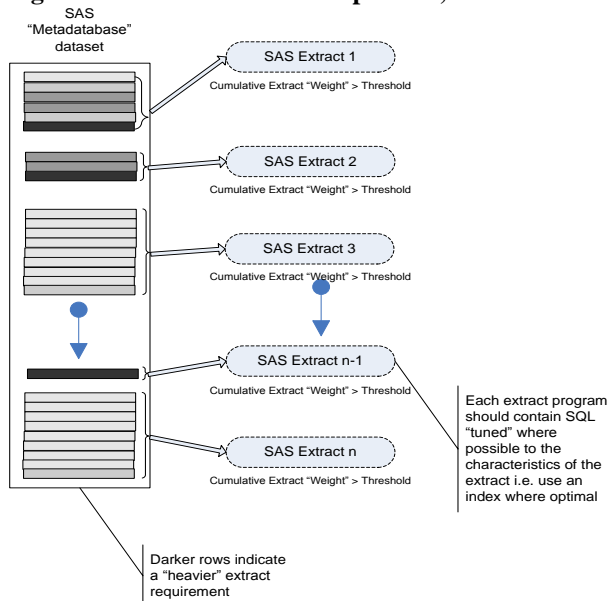 SAS
“Metadatabase”
dataset
SAS Extract 1
Cumulative Extract “Weight” > Threshold
SAS Extract 2
Cumulative Extract “Weight” > Threshold
SAS Extract 3
Cumulative Extract “Weight” > Threshold
SAS Extract n-1
Cumulative Extract “Weight” > Threshold
SAS Extract n
Cumulative Extract “Weight” > Threshold
Each extract program
should contain SQL
“tuned” where
possible to the
characteristics of the
extract i.e. use an
index where optimal
Darker rows indicate
a “heavier” extract
requirement